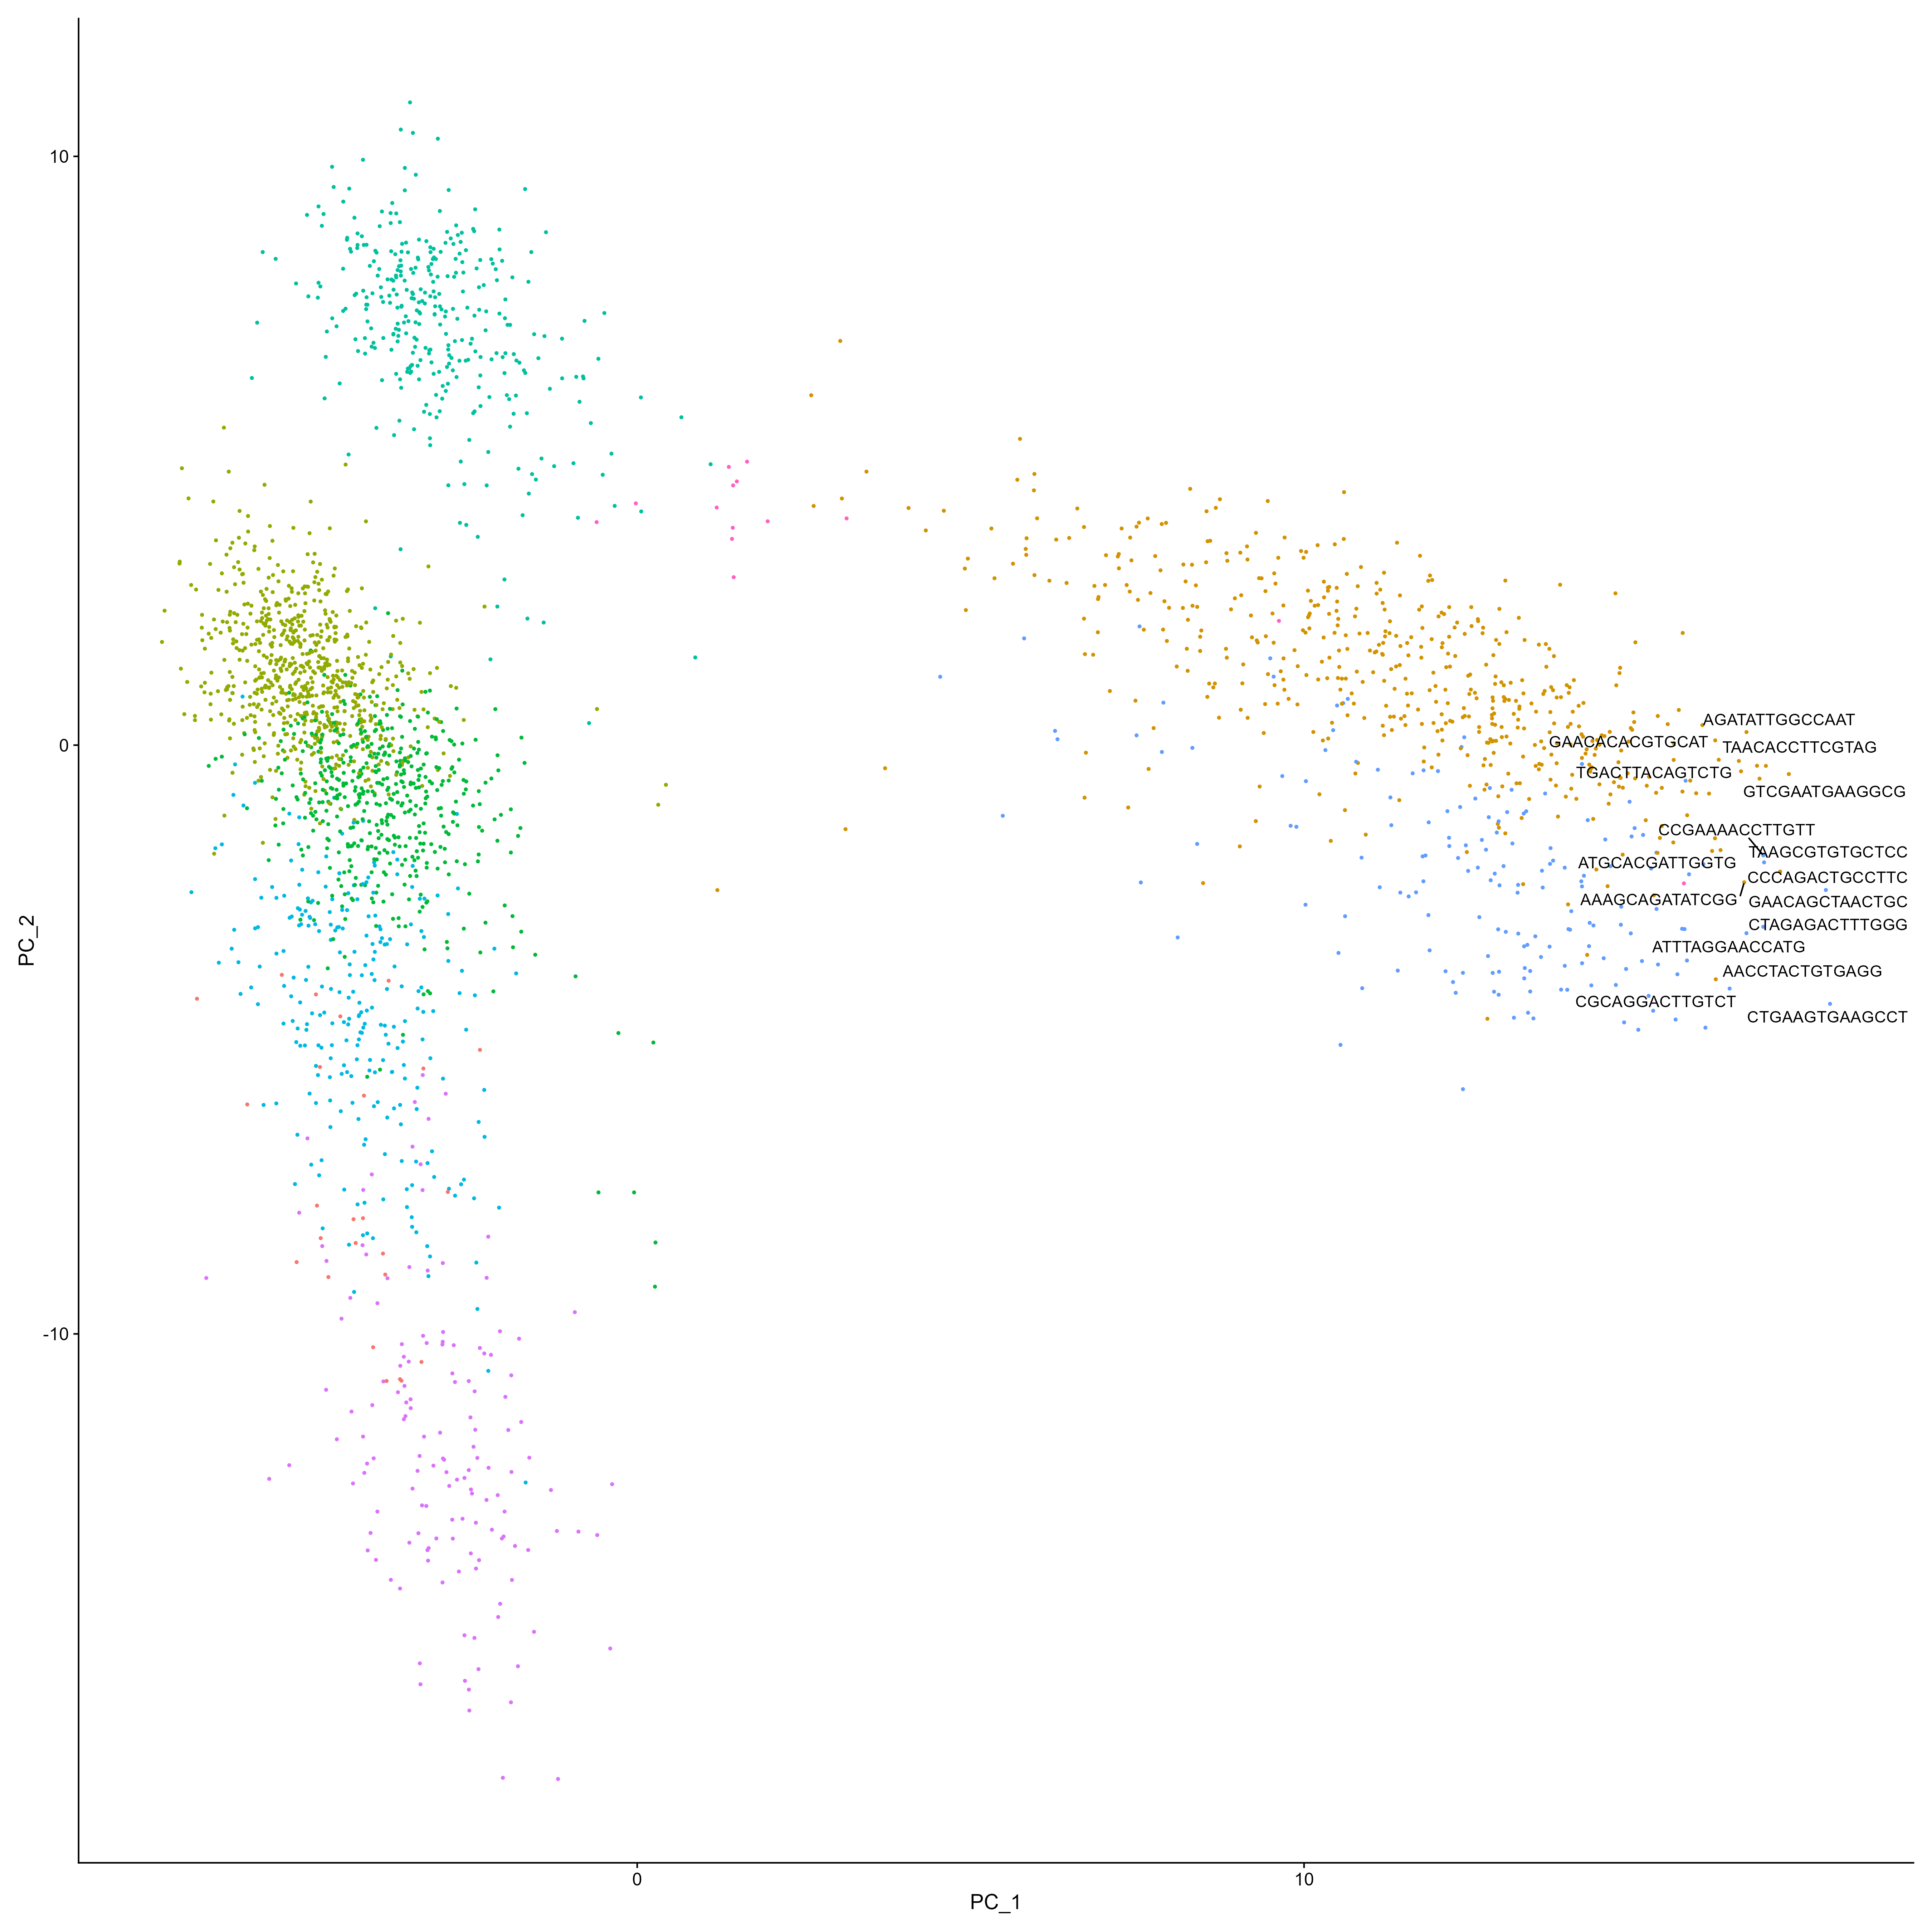 10
0
-10
PC_2
AGATATTGGCCAAT
GAACACACGTGCAT
TAACACCTTCGTAG
TGACTTACAGTCTG
GTCGAATGAAGGCG
CCGAAAACCTTGTT
TAAGCGTGTGCTCC
ATGCACGATTGGTG
CCCAGACTGCCTTC
AAAGCAGATATCGG
GAACAGCTAACTGC
CTAGAGACTTTGGG
ATTTAGGAACCATG
AACCTACTGTGAGG
CGCAGGACTTGTCT
CTGAAGTGAAGCCT
0
10
PC_1